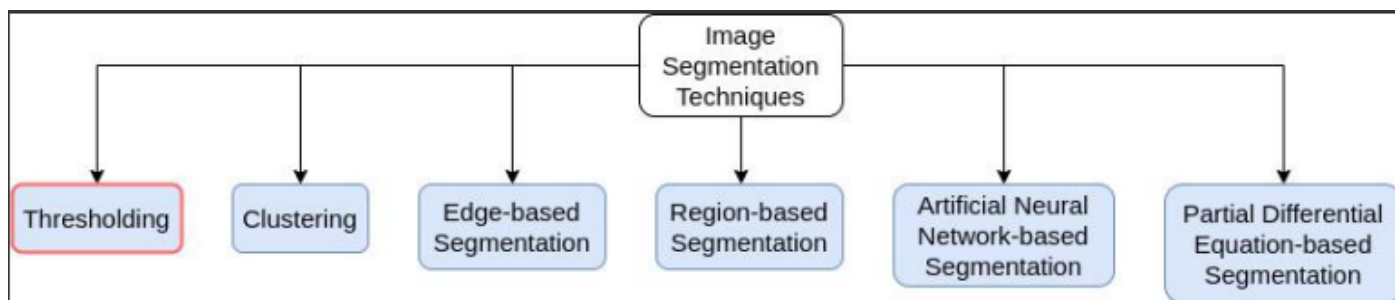 Image
Segmentation
Techniques
Thresholding
Clustering
Edge-based
Segmentation
Region-based
Segmentation
Artificial Neural
Network-based
Segmentation
Partial Differential
Equation-based
Segmentation